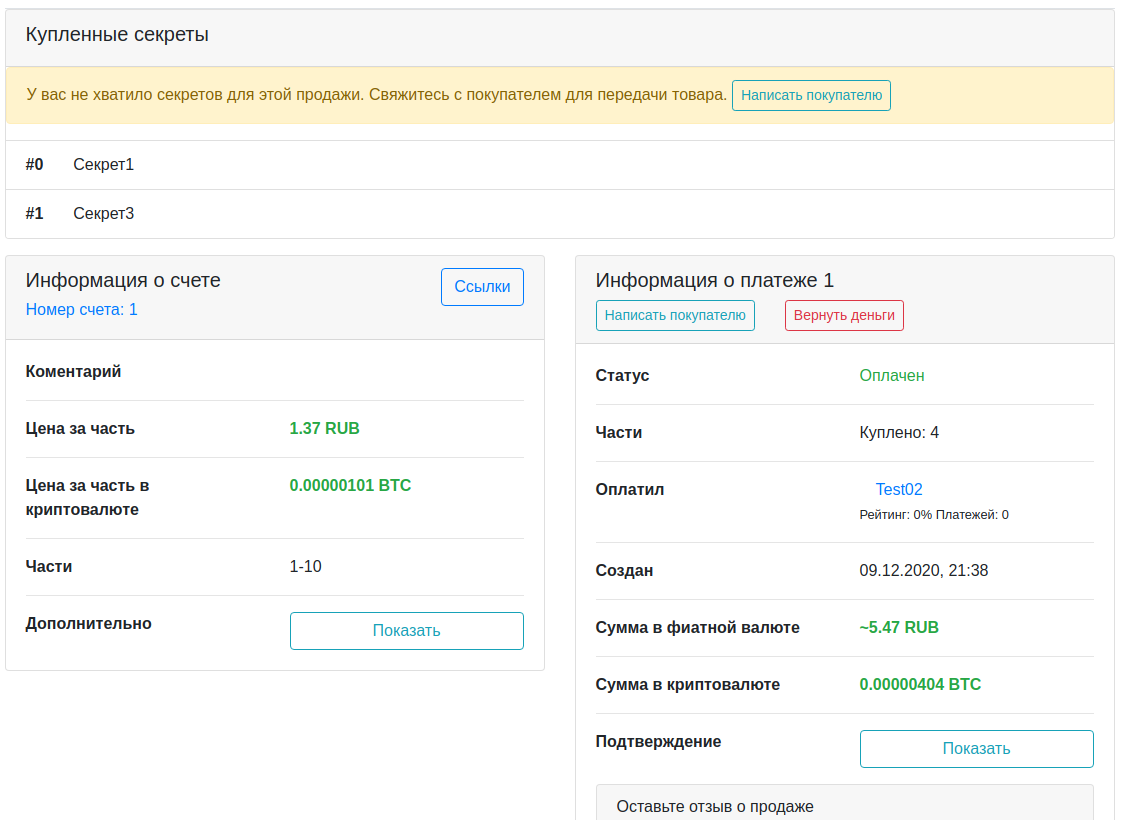 Купленные секреты
У вас не хватило секретов для этой продажи. Свяжитесь с покупателем для передачи товара. Написать покупателю
#0 Секрет1
#1 Секрет3
Информация о счете
Ссылки
Номер счета: 1
Коментарий
Цена за часть 1.37 RUB
Цена за часть в 0.00000101 BTC
криптовалюте
Части 1-10
Дополнительно Показать
Информация о платеже 1
Написать покупателю Вернуть деньги
Статус Оплачен
Части Куплено: 4
Оплатил Test02
Рейтинг: 0% Платежей: 0
Создан 09.12.2020, 21:38
Сумма в фиатной валюте ~5.47 RUB
Сумма в криптовалюте 0.00000404 BTC
Подтверждение Показать
Оставьте отзыв о продаже